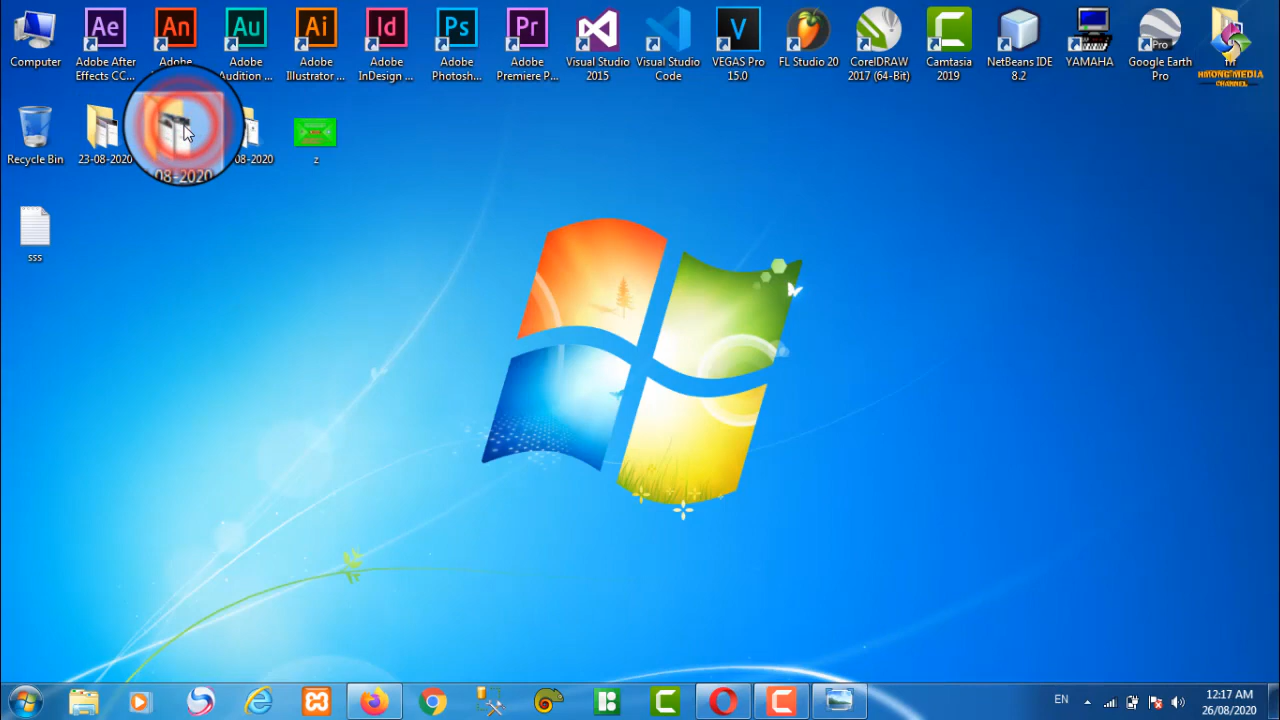 Computer
Adobe After
Effects CC...
Adobe
Adobe
Audition ...
Adobe
Illustrator ...
Adobe
InDesign ...
Adobe
Photosh...
Adobe
Premiere P...
Visual Studio
2015
Visual Studio
Code
VEGAS Pro
15.0
FL Studio 20
CorelDRAW
2017 (64-Bit)
Camtasia
2019
NetBeans IDE
8.2
YAMAHA
Google Earth
Pro
HMONG MEDIA
CHANNEL
Ae
An
Au
Ai
Id
Ps
Pr
V
Pro
Recycle Bin
23-08-2020
08-2020
08-2020
z
sss
EN
12:17 AM
26/08/2020